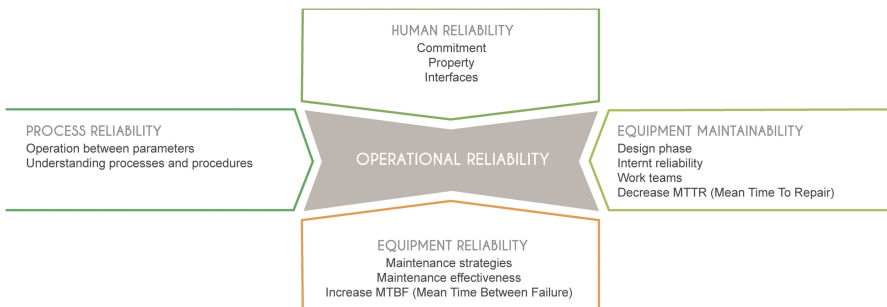 HUMAN RELIABILITY
Commitment
Property
Interfaces
PROCESS RELIABILITY
Operation between parameters
Understanding processes and procedures
OPERATIONAL RELIABILITY
EQUIPMENT MAINTAINABILITY
Design phase
Internt reliability
Work teams
Decrease MTTR (Mean Time To Repair)
EQUIPMENT RELIABILITY
Maintenance strategies
Maintenance effectiveness
Increase MTBF (Mean Time Between Failure)